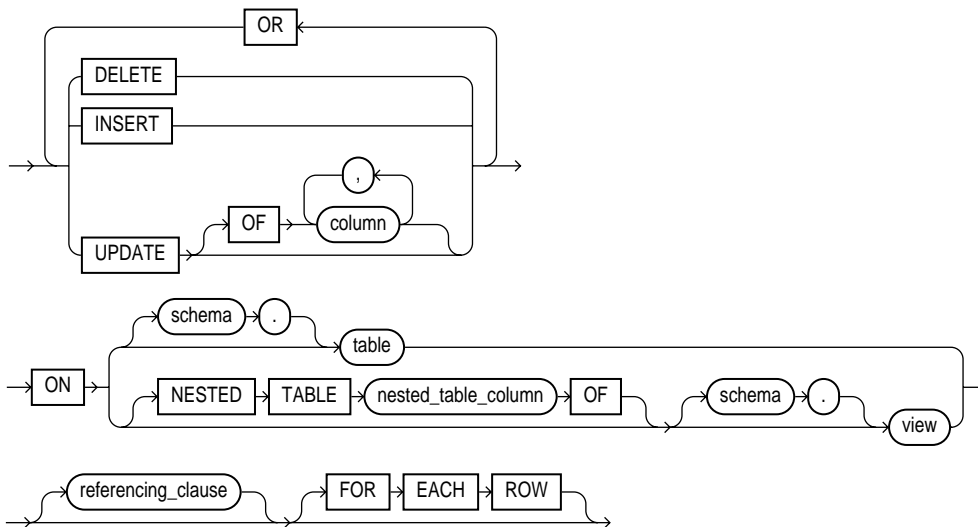 OR
DELETE
INSERT
,
OF column
UPDATE
schema .
table
ON
NESTED TABLE nested_table_column OF schema .
view
referencing_clause FOR EACH ROW